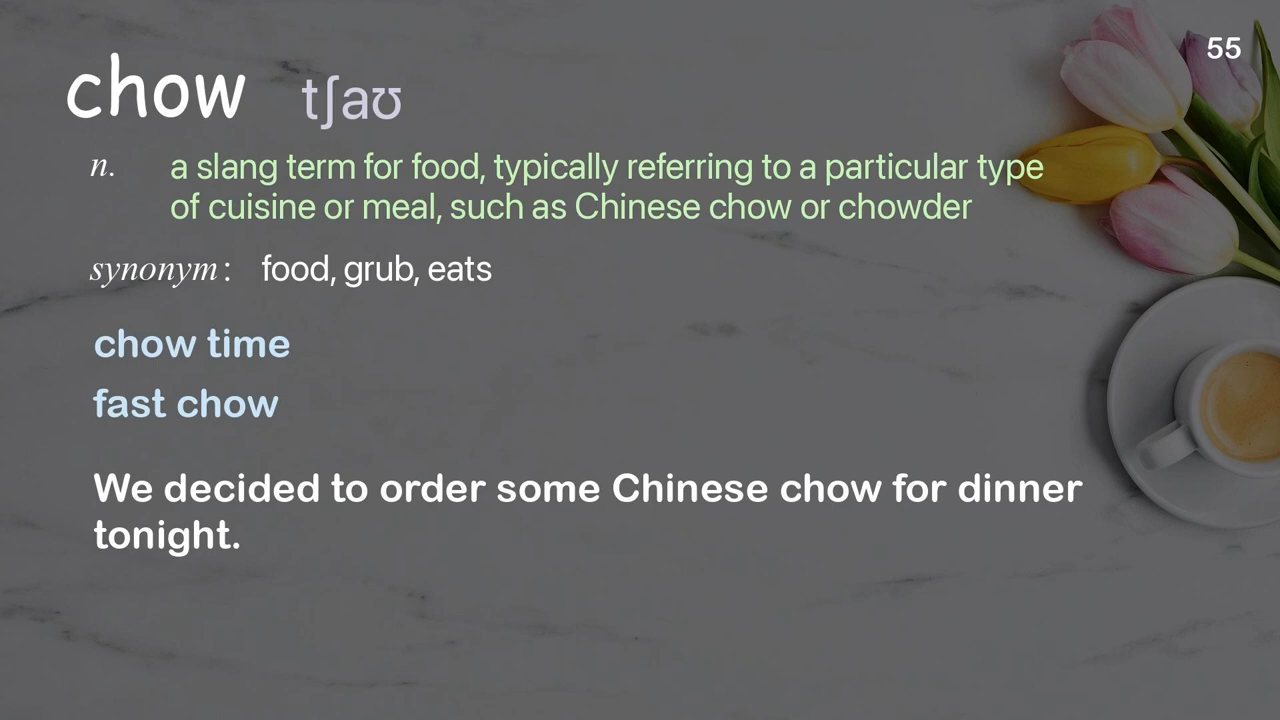 55
chow tʃaʊ
n. a slang term for food, typically referring to a particular type
of cuisine or meal, such as Chinese chow or chowder
synonym: food, grub, eats
chow time
fast chow
We decided to order some Chinese chow for dinner
tonight.